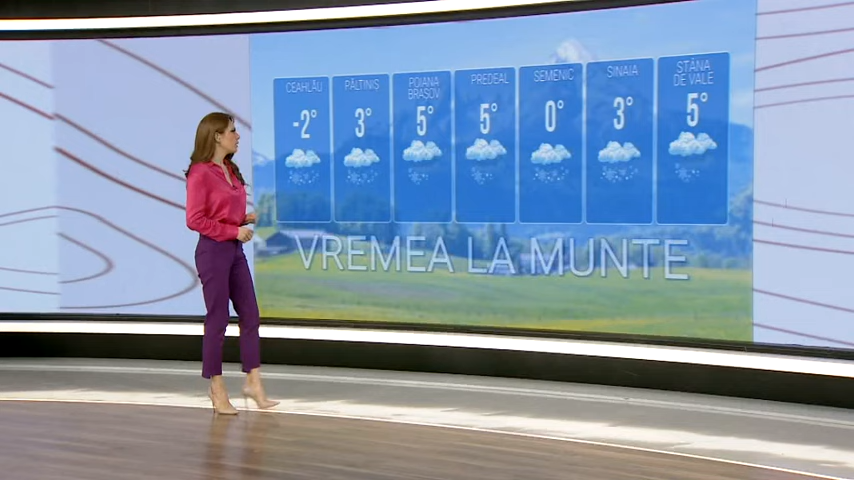 CEAHLĂU
-2°
PĂLTINIȘ
3°
POIANA
BRAȘOV
5°
PREDEAL
5°
SEMENIC
0°
SINAIA
3°
STÂNA
DE VALE
5°
VREMEA LA MUNTE